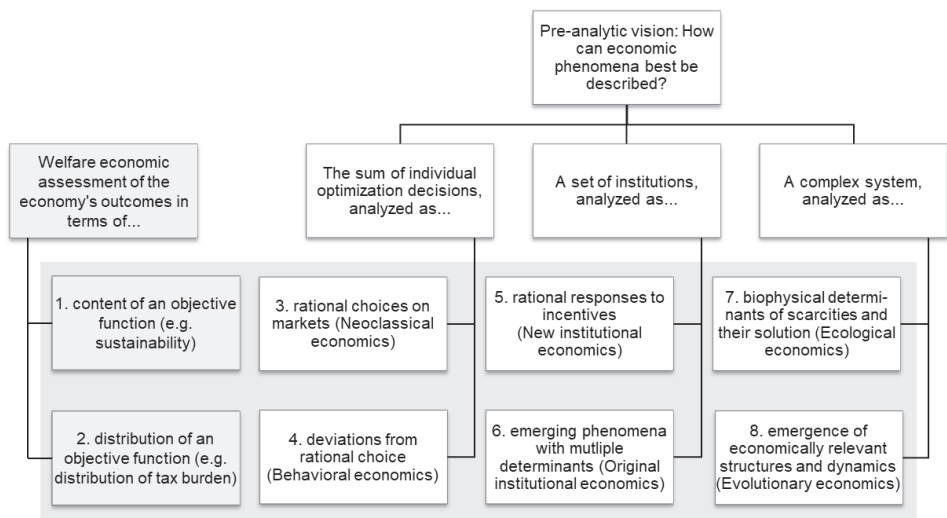 Pre-analytic vision: How
can economic
phenomena best be
described?
Welfare economic
assessment of the
economy's outcomes in
terms of...
The sum of individual
optimization decisions,
analyzed as...
A set of institutions,
analyzed as...
A complex system,
analyzed as...
1. content of an objective
function (e.g.
sustainability)
3. rational choices on
markets (Neoclassical
economics)
5. rational responses to
incentives
(New institutional
economics)
7. biophysical determi-
nants of scarcities and
their solution (Ecological
economics)
2. distribution of an
objective function (e.g.
distribution of tax burden)
4. deviations from
rational choice
(Behavioral economics)
6. emerging phenomena
with mutliple
determinants (Original
institutional economics)
8. emergence of
economically relevant
structures and dynamics
(Evolutionary economics)